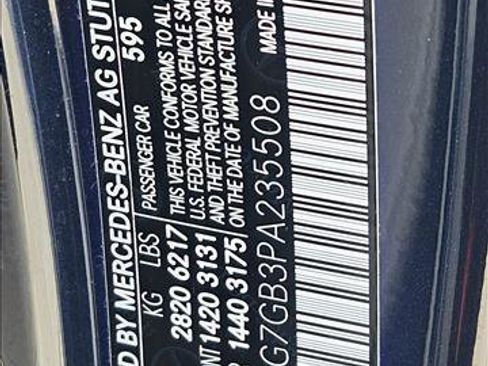 D BY MERCEDES-BENZ AG STUT
595
KG LBS PASSENGER CAR
2820 6217 THIS VEHICLE CONFORMS TO ALL
NT 1420 3131 U.S. FEDERAL MOTOR VEHICLE SA
1440 3175 AND THEFT PREVENTION STANDAR
ON THE DATE OF MANUFACTURE SH
G7GB3PA235508 MADE IN